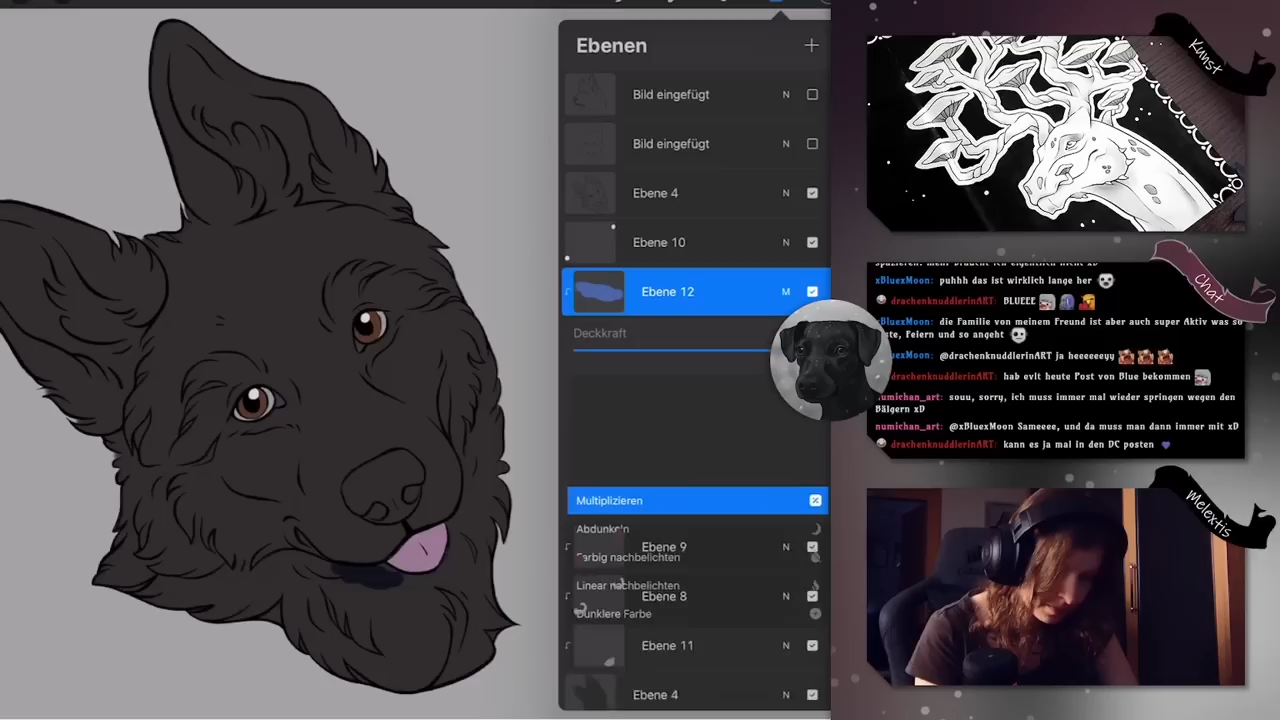 Ebenen
Bild eingefügt N
Bild eingefügt N
Ebene 4 N
Ebene 10 N
Ebene 12 M
Deckkraft
Multiplizieren
Abdunkeln
Ebene 9 N
Farbig nachbelichten
Linear nachbelichten
Ebene 8 N
Dunklere Farbe
Ebene 11 N
Ebene 4 N
Kunst
Chat
xBluexMoon: puhhh das ist wirklich lange her
drachenknuddlerinART: BLUEEE
xBluexMoon: die Familie von meinem Freund ist aber auch super Aktiv was so
Feiern und so angeht
@drachenknuddlerinART ja heeeeeyy
drachenknuddlerinART: hab evlt heute Post von Blue bekommen
numichan_art: souu, sorry, ich muss immer mal wieder springen wegen den
Bälgern xD
numichan_art: @xBluexMoon Sameeee, und da muss man dann immer mit xD
drachenknuddlerinART: kann es ja mal in den DC posten
Melextis